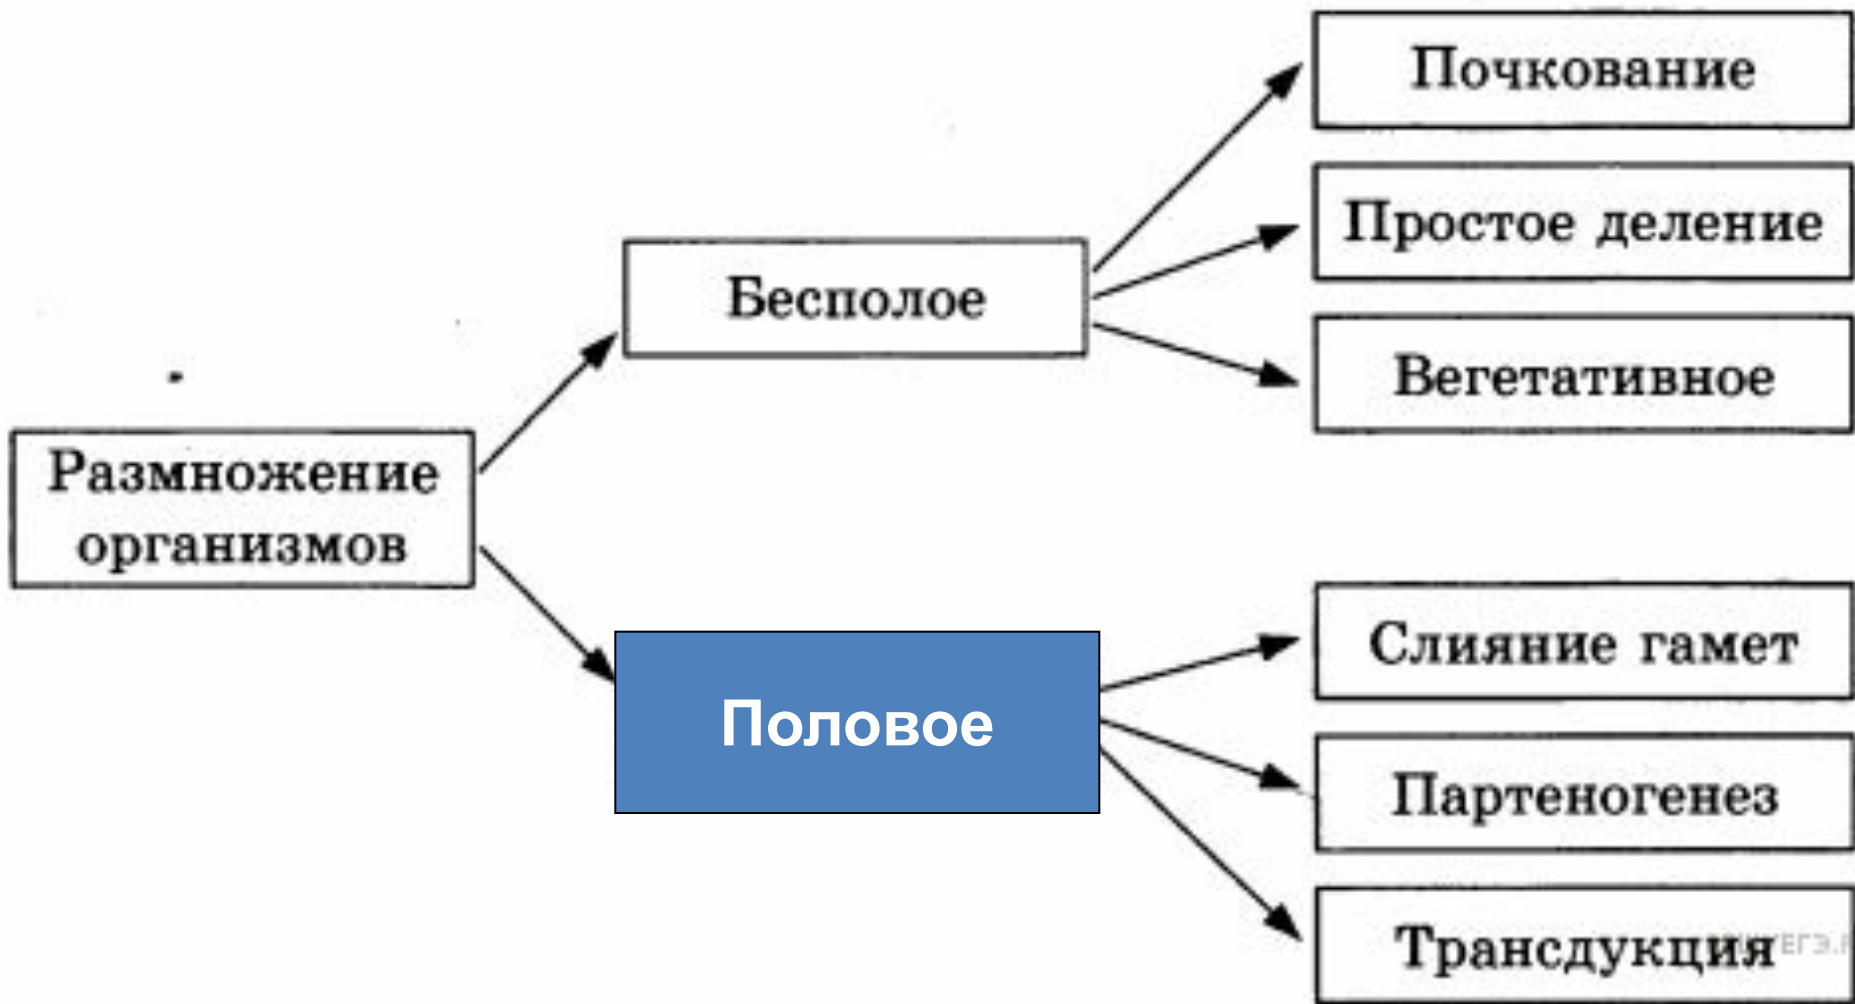 Почкование
Простое деление
Бесполое
Вегетативное
Размножение
организмов
Слияние гамет
Половое
Партеногенез
Трансдукция